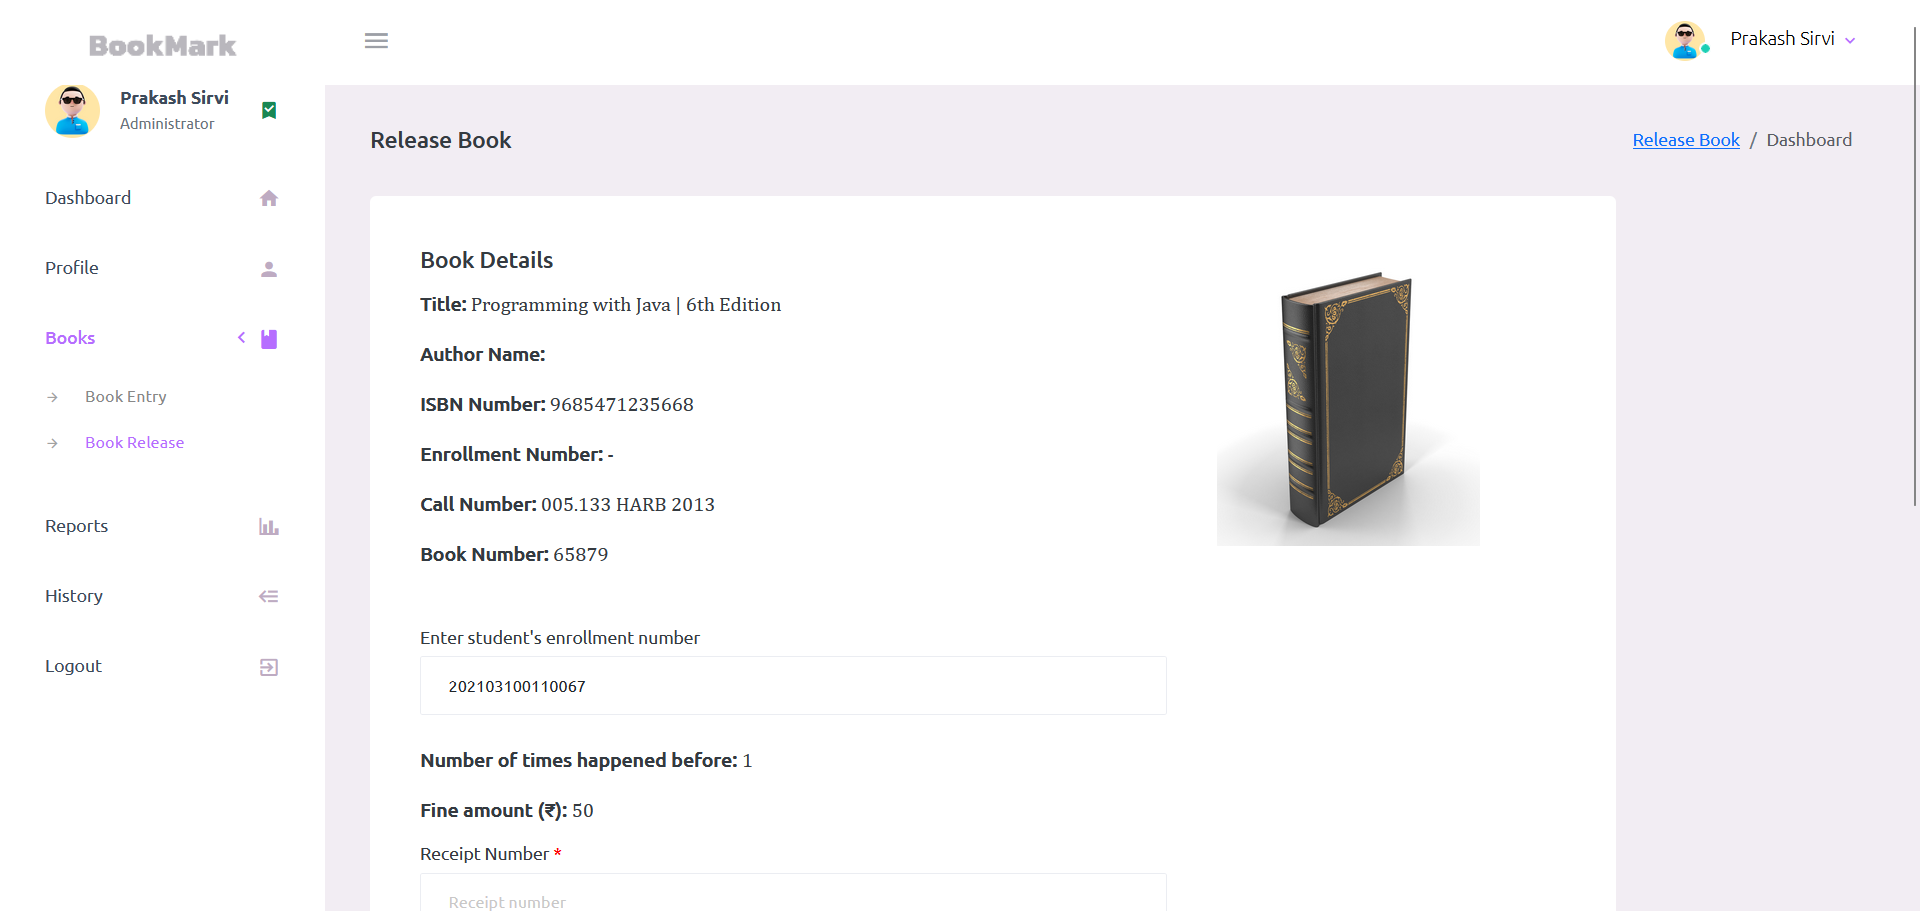 BookMark
Prakash Sirvi
Prakash Sirvi
Administrator
Dashboard
Profile
Books
Book Entry
Book Release
Reports
History
Logout
Release Book
Release Book / Dashboard
Book Details
Title: Programming with Java | 6th Edition
Author Name:
ISBN Number: 9685471235668
Enrollment Number: -
Call Number: 005.133 HARB 2013
Book Number: 65879
Enter student's enrollment number
202103100110067
Number of times happened before: 1
Fine amount (₹): 50
Receipt Number *
Receipt number